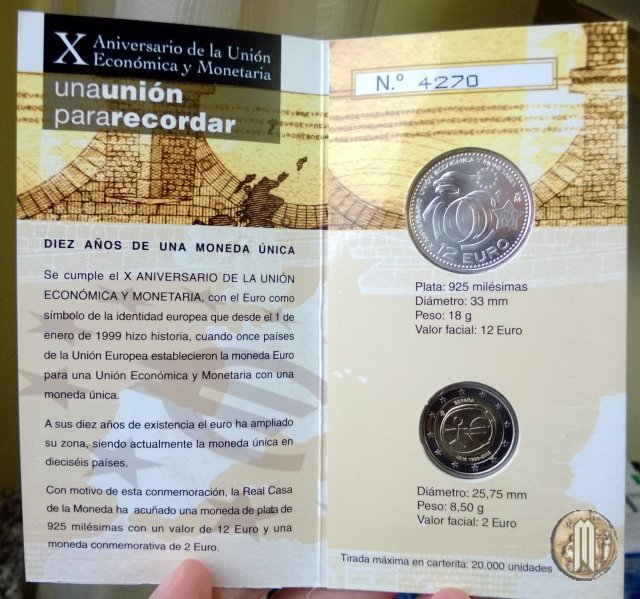 X Aniversario de la Unión
Económica y Monetaria
unaunión
pararecordar
DIEZ AÑOS DE UNA MONEDA ÚNICA
Se cumple el X ANIVERSARIO DE LA UNIÓN
ECONÓMICA Y MONETARIA, con el Euro como
símbolo de la identidad europea que desde el 1 de
enero de 1999 hizo historia, cuando once países
de la Unión Europea establecieron la moneda Euro
para una Unión Económica y Monetaria con una
moneda única.
A sus diez años de existencia el euro ha ampliado
su zona, siendo actualmente la moneda única en
dieciséis países.
Con motivo de esta conmemoración, la Real Casa
de la Moneda ha acuñado una moneda de plata de
925 milésimas con un valor de 12 Euro y una
moneda conmemorativa de 2 Euro.
N.º 4270
X ANIVERSARIO UNIÓN ECONÓMICA Y MONETARIA
12 EURO
Plata: 925 milésimas
Diámetro: 33 mm
Peso: 18 g
Valor facial: 12 Euro
ESPAÑA
UEM 1999-2009
Diámetro: 25,75 mm
Peso: 8,50 g
Valor facial: 2 Euro
Tirada máxima en carterita: 20.000 unidades